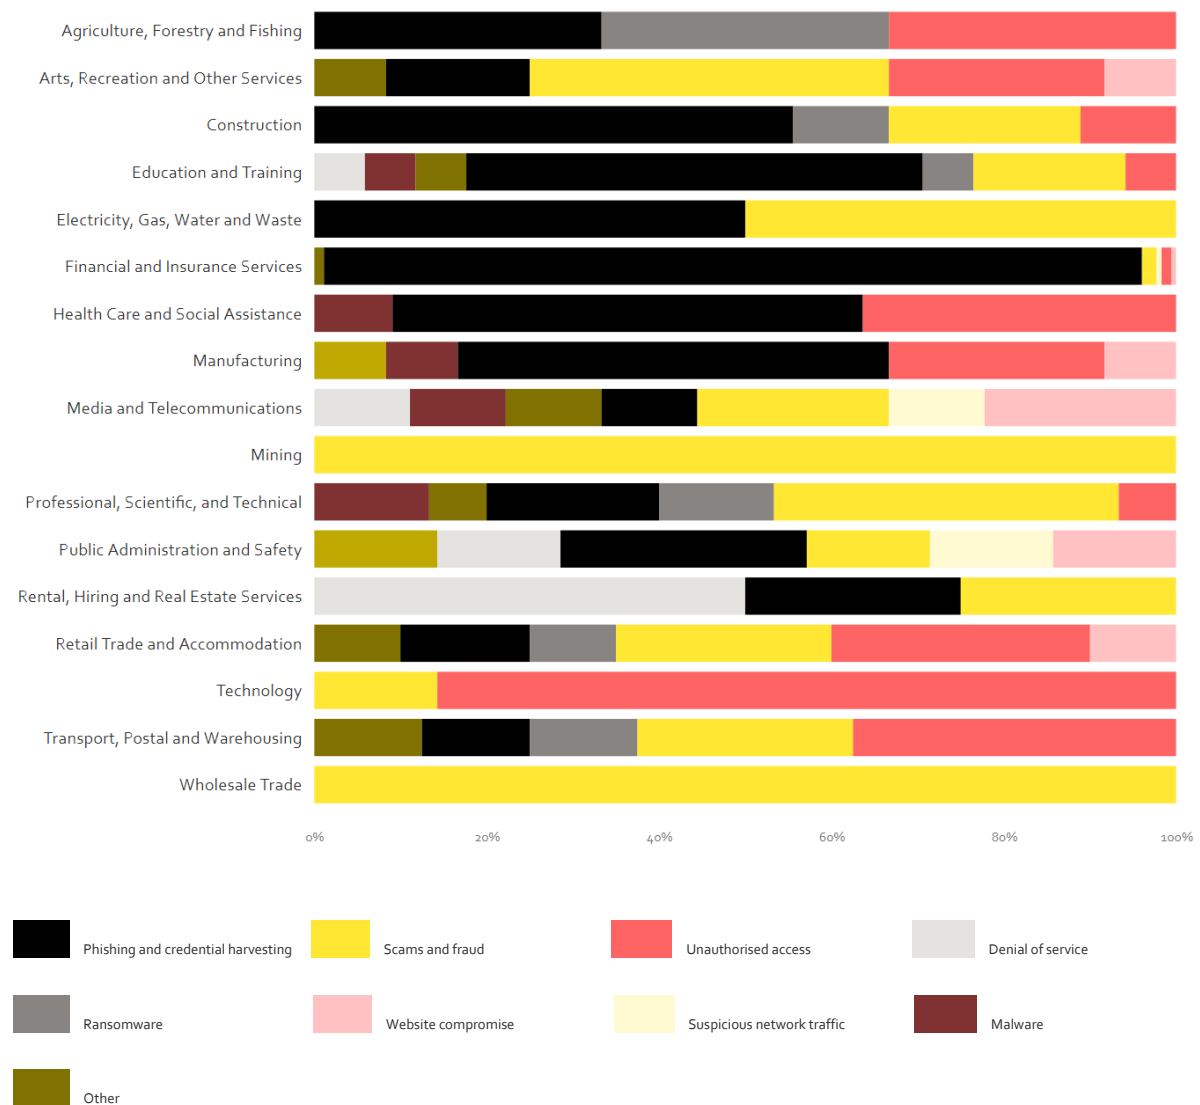 Agriculture, Forestry and Fishing
Arts, Recreation and Other Services
Construction
Education and Training
Electricity, Gas, Water and Waste
Financial and Insurance Services
Health Care and Social Assistance
Manufacturing
Media and Telecommunications
Mining
Professional, Scientific, and Technical
Public Administration and Safety
Rental, Hiring and Real Estate Services
Retail Trade and Accommodation
Technology
Transport, Postal and Warehousing
Wholesale Trade
0% 20% 40% 60% 80% 100%
Phishing and credential harvesting Scams and fraud Unauthorised access Denial of service
Ransomware Website compromise Suspicious network traffic Malware
Other